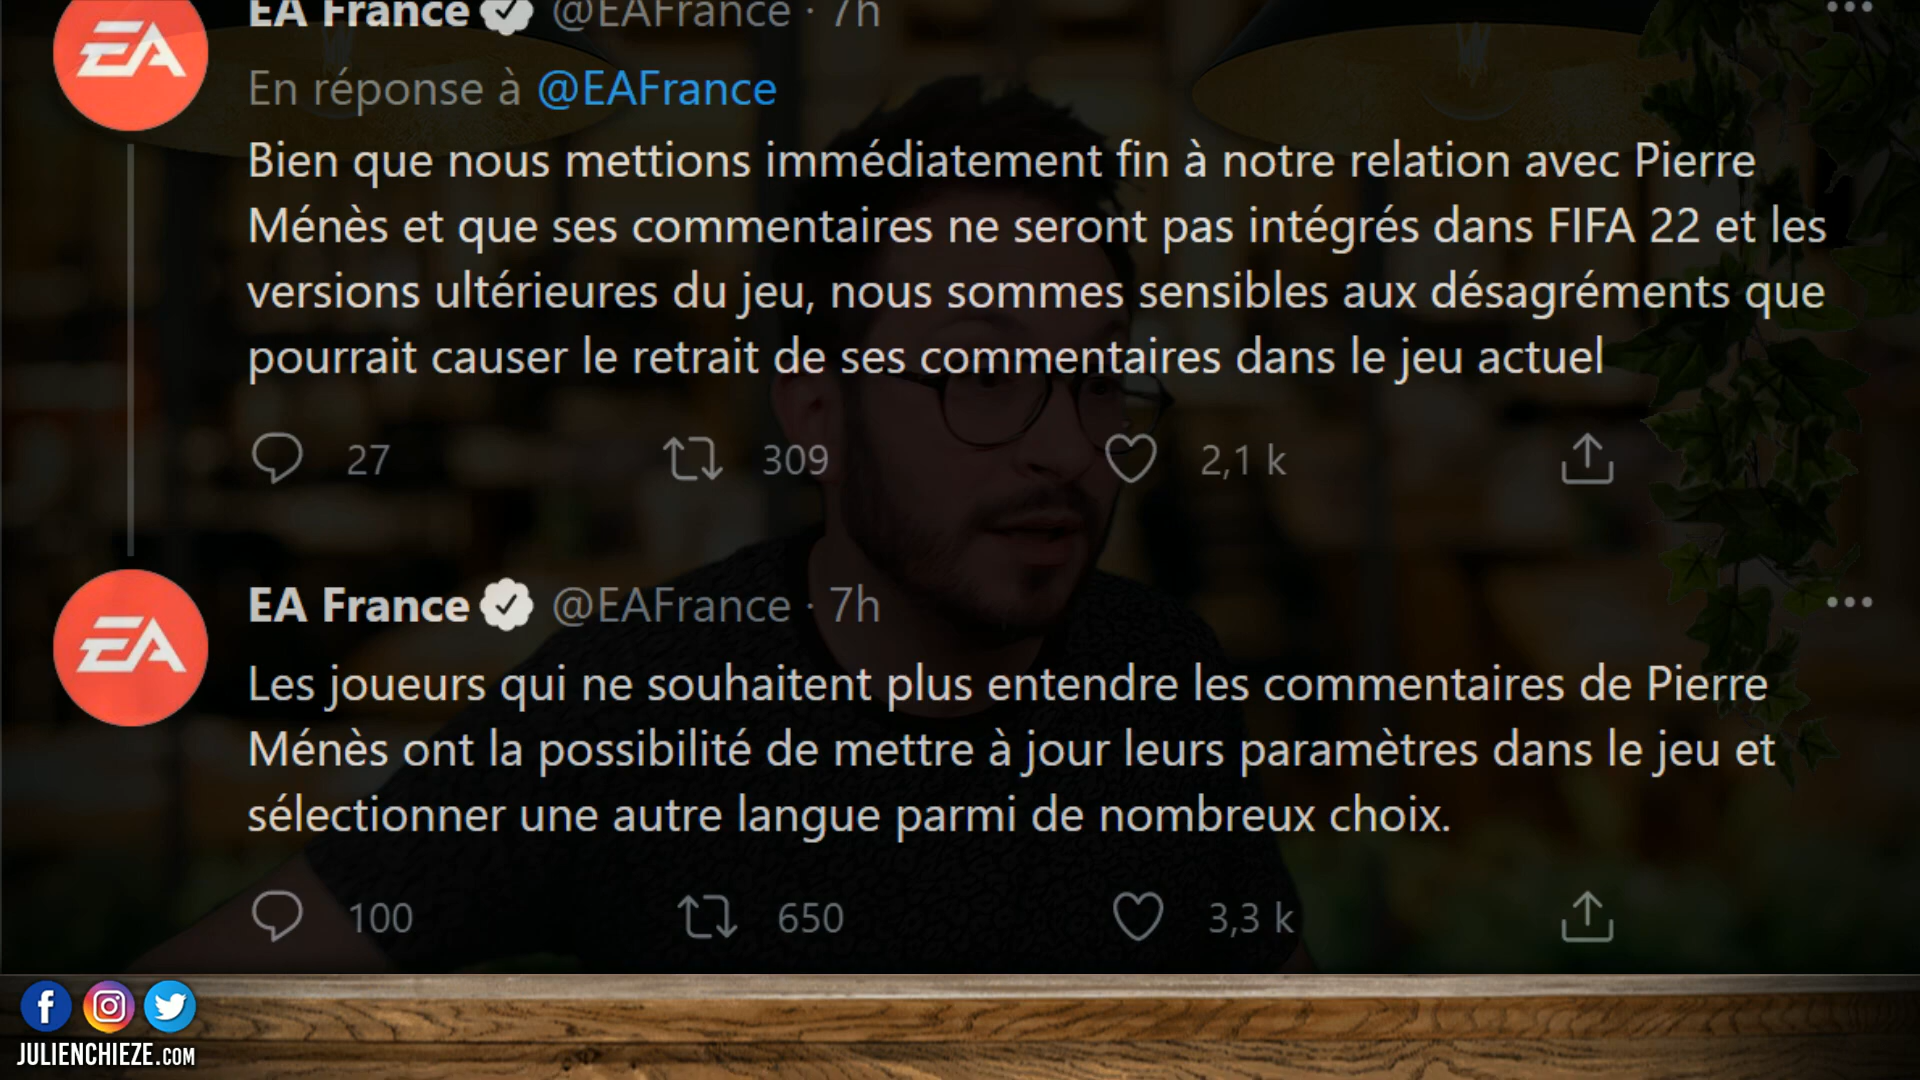 EA France @EAFrance · 7h
En réponse à @EAFrance
Bien que nous mettions immédiatement fin à notre relation avec Pierre
Ménès et que ses commentaires ne seront pas intégrés dans FIFA 22 et les
versions ultérieures du jeu, nous sommes sensibles aux désagréments que
pourrait causer le retrait de ses commentaires dans le jeu actuel
27 309 2,1 k
EA France @EAFrance · 7h
Les joueurs qui ne souhaitent plus entendre les commentaires de Pierre
Ménès ont la possibilité de mettre à jour leurs paramètres dans le jeu et
sélectionner une autre langue parmi de nombreux choix.
100 650 3,3 k
JULIENCHIEZE.COM